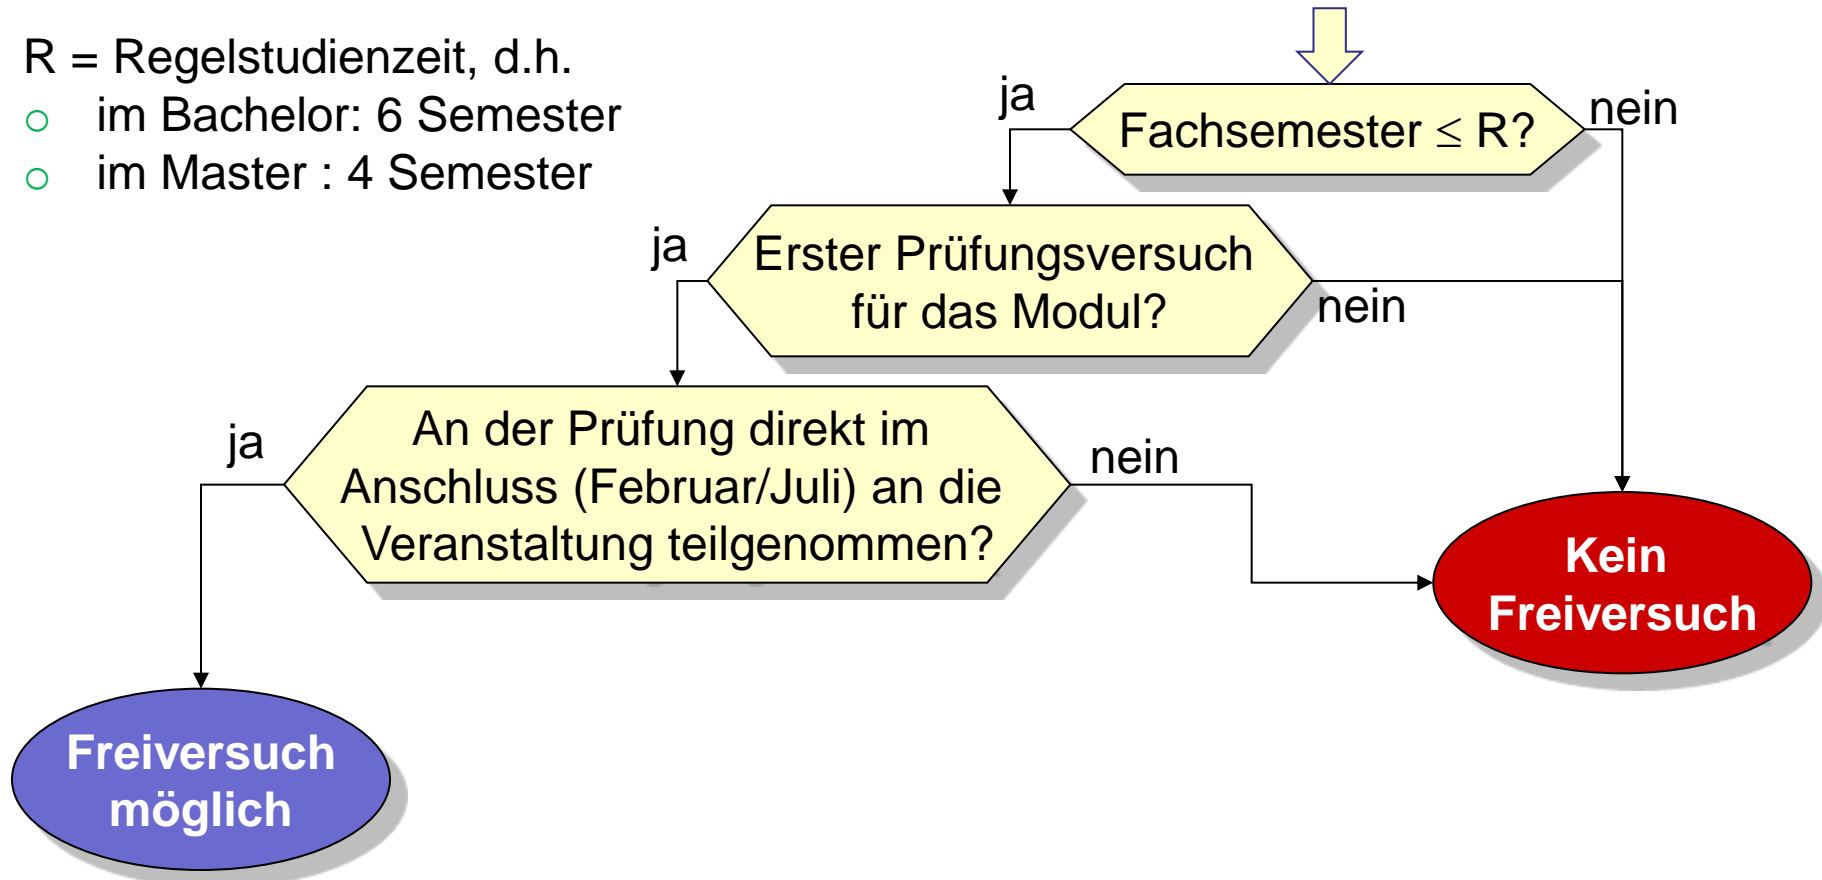 R = Regelstudienzeit, d.h.
im Bachelor: 6 Semester
im Master : 4 Semester
ja
Fachsemester ≤ R?
nein
ja
Erster Prüfungsversuch
für das Modul?
nein
ja
An der Prüfung direkt im
Anschluss (Februar/Juli) an die
Veranstaltung teilgenommen?
nein
Kein
Freiversuch
Freiversuch
möglich